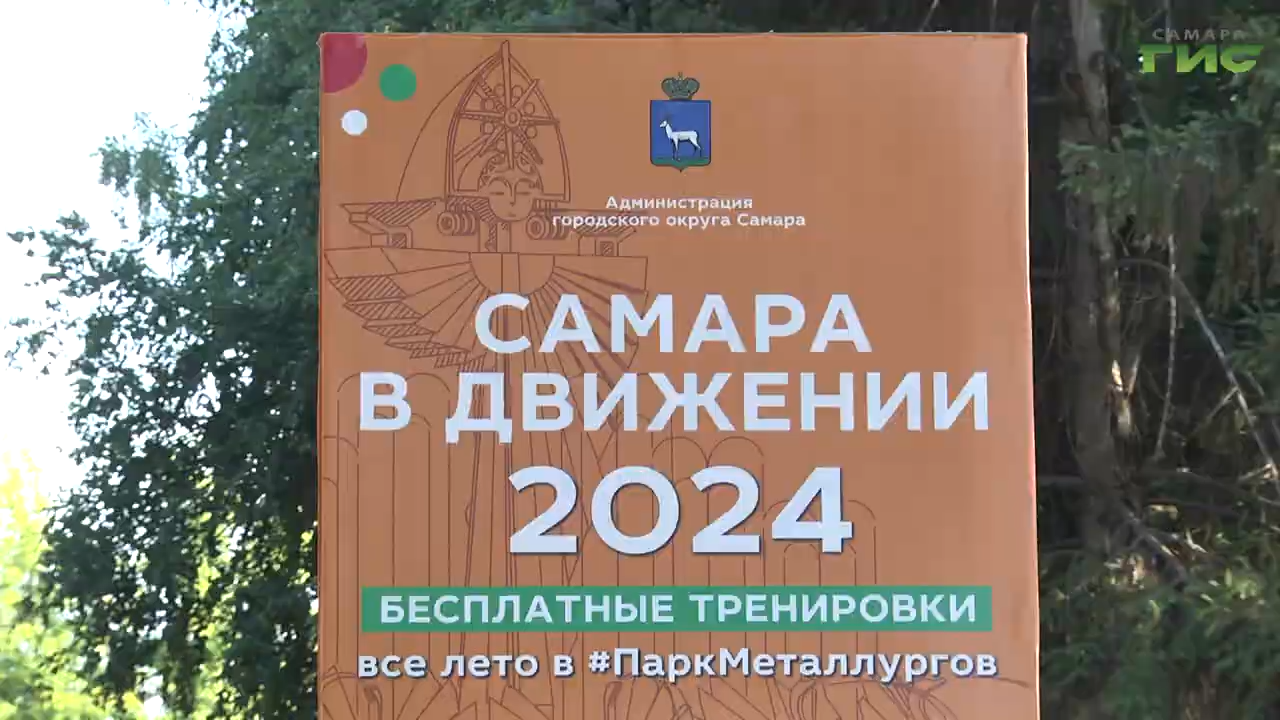 САМАРА
ГИС
Администрация
городского округа Самара
САМАРА
В ДВИЖЕНИИ
2024
БЕСПЛАТНЫЕ ТРЕНИРОВКИ
все лето в #ПаркМеталлургов